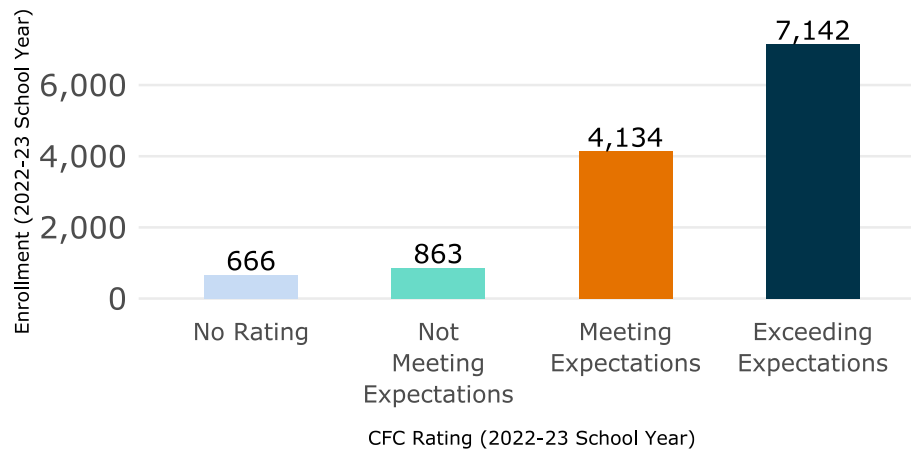 Enrollment (2022-23 School Year)
6,000
4,000
2,000
0
666
863
4,134
7,142
No Rating
Not
Meeting
Expectations
Meeting
Expectations
Exceeding
Expectations
CFC Rating (2022-23 School Year)